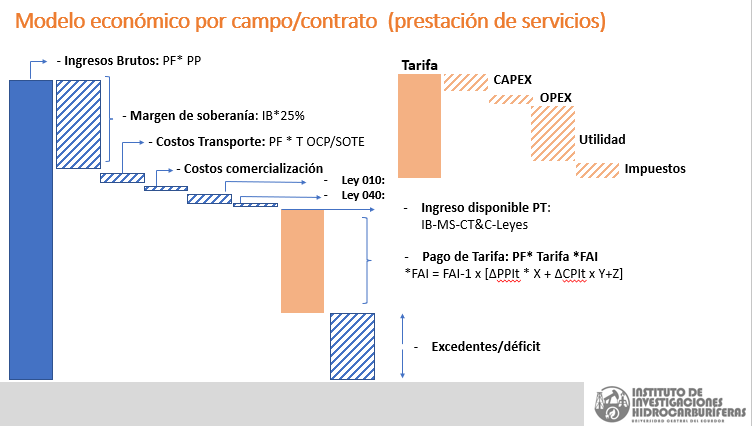 Modelo económico por campo/contrato (prestación de servicios)
- Ingresos Brutos: PF* PP
- Margen de soberanía: IB*25%
- Costos Transporte: PF * T OCP/SOTE
- Costos comercialización
- Ley 010:
- Ley 040:
Tarifa
CAPEX
OPEX
Utilidad
Impuestos
- Ingreso disponible PT:
IB-MS-CT&C-Leyes
- Pago de Tarifa: PF* Tarifa *FAI
*FAI = FAI-1 x [ΔPPIt * X + ΔCPIt x Y+Z]
- Excedentes/déficit
INSTITUTO DE
INVESTIGACIONES
HIDROCARBURÍFERAS
UNIVERSIDAD CENTRAL DEL ECUADOR